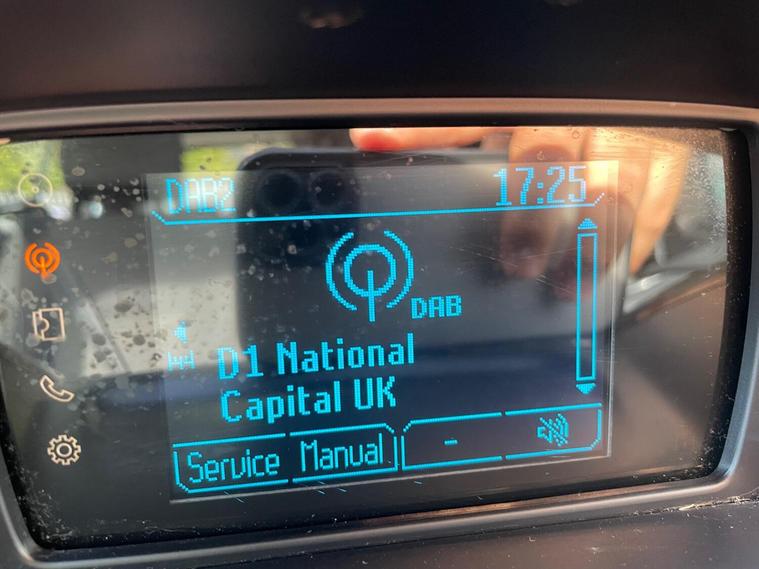 DAB2 17:25
DAB
D1 National
Capital UK
Service Manual -